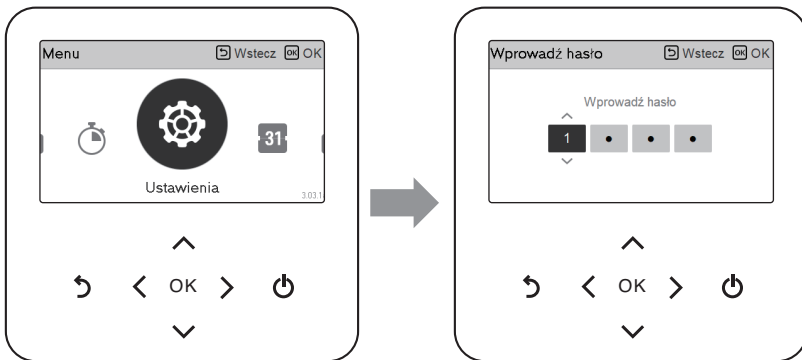 Menu Wstecz OK OK
31
Ustawienia
3.03.1
OK
Wprowadź hasło Wstecz OK OK
Wprowadź hasło
1
OK